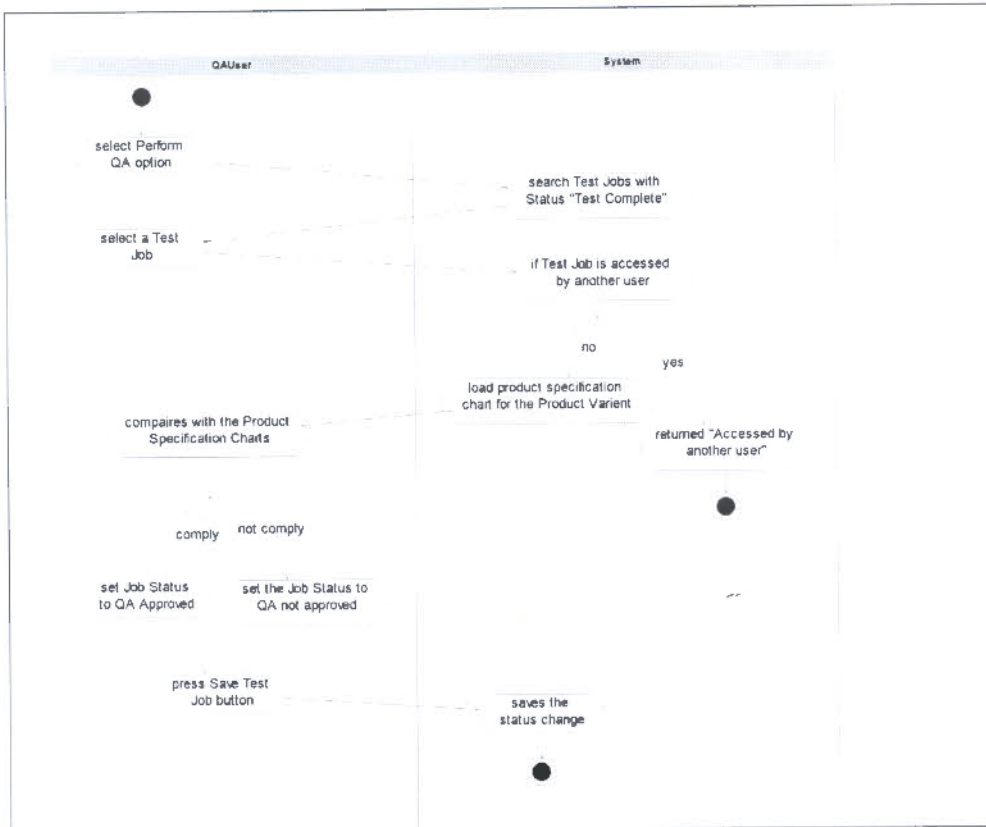 QAUser
System
select Perform
QA option
search Test Jobs with
Status "Test Complete"
select a Test
Job
if Test Job is accessed
by another user
no
yes
load product specification
chart for the Product Varient
compaires with the Product
Specification Charts
returned "Accessed by
another user"
comply
not comply
set Job Status
to QA Approved
set the Job Status to
QA not approved
press Save Test
Job button
saves the
status change